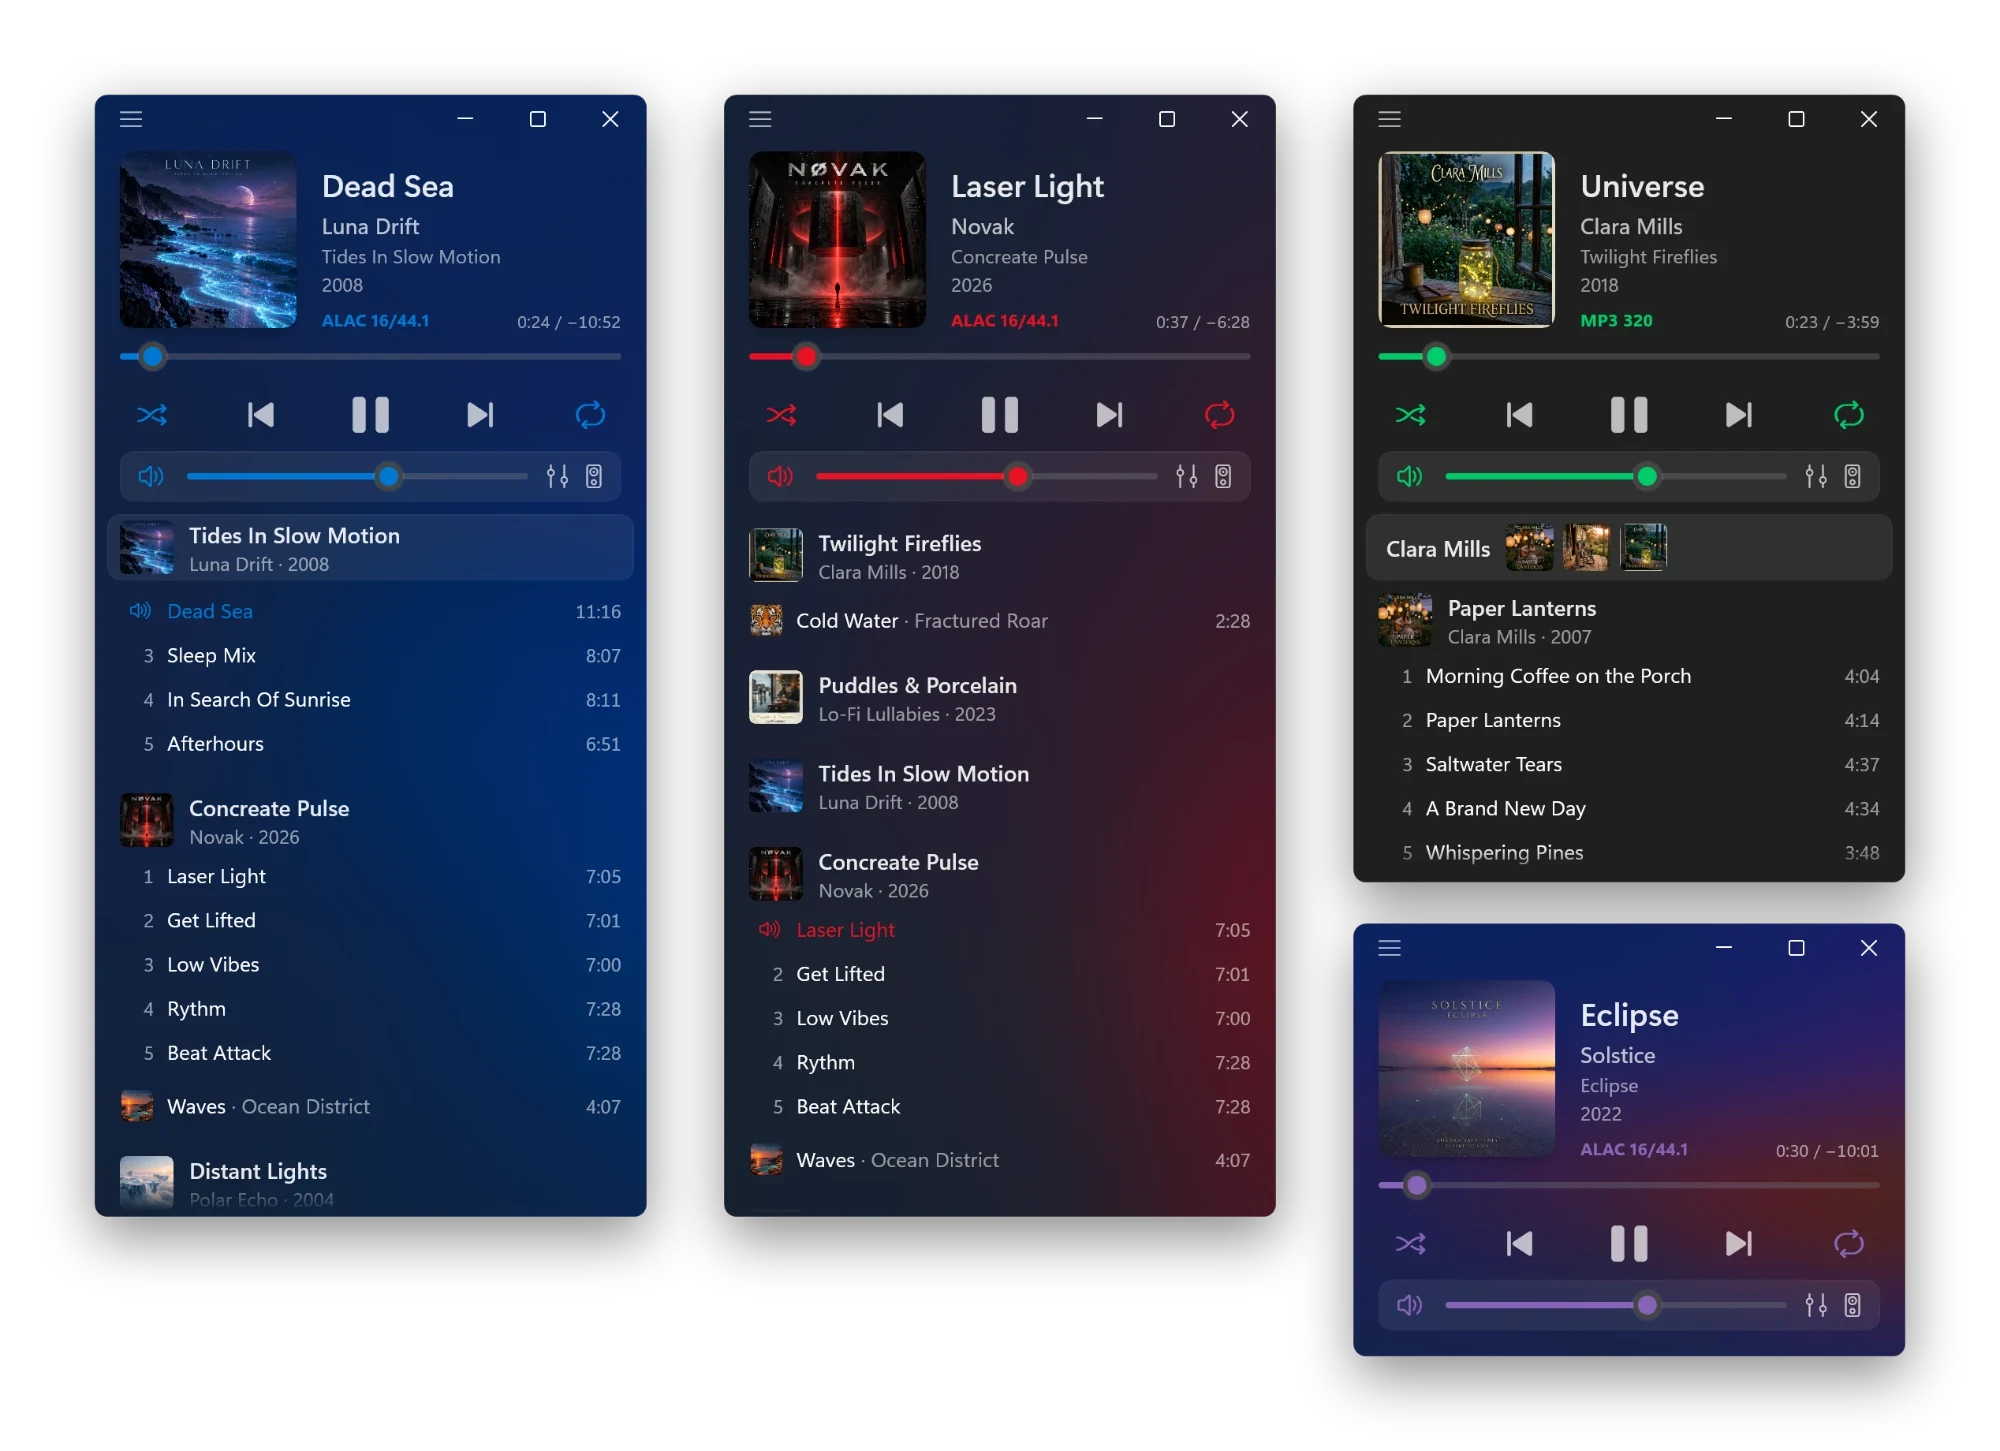 LUNA DRIFT
TIDES IN SLOW MOTION
Dead Sea
Luna Drift
Tides In Slow Motion
2008
ALAC 16/44.1
0:24 / −10:52
Tides In Slow Motion
Luna Drift · 2008
Dead Sea 11:16
3 Sleep Mix 8:07
4 In Search Of Sunrise 8:11
5 Afterhours 6:51
NØVAK
Concreate Pulse
Novak · 2026
1 Laser Light 7:05
2 Get Lifted 7:01
3 Low Vibes 7:00
4 Rythm 7:28
5 Beat Attack 7:28
Waves · Ocean District 4:07
Distant Lights
Polar Echo · 2004
NØVAK
CONCRETE PULSE
Laser Light
Novak
Concreate Pulse
2026
ALAC 16/44.1
0:37 / −6:28
Twilight Fireflies
Clara Mills · 2018
Cold Water · Fractured Roar 2:28
Puddles & Porcelain
Lo-Fi Lullabies · 2023
Tides In Slow Motion
Luna Drift · 2008
NØVAK
Concreate Pulse
Novak · 2026
Laser Light 7:05
2 Get Lifted 7:01
3 Low Vibes 7:00
4 Rythm 7:28
5 Beat Attack 7:28
Waves · Ocean District 4:07
CLARA MILLS
TWILIGHT FIREFLIES
Universe
Clara Mills
Twilight Fireflies
2018
MP3 320
0:23 / −3:59
Clara Mills
Paper Lanterns
Clara Mills · 2007
1 Morning Coffee on the Porch 4:04
2 Paper Lanterns 4:14
3 Saltwater Tears 4:37
4 A Brand New Day 4:34
5 Whispering Pines 3:48
SOLSTICE
ECLIPSE
Eclipse
Solstice
Eclipse
2022
ALAC 16/44.1
0:30 / −10:01